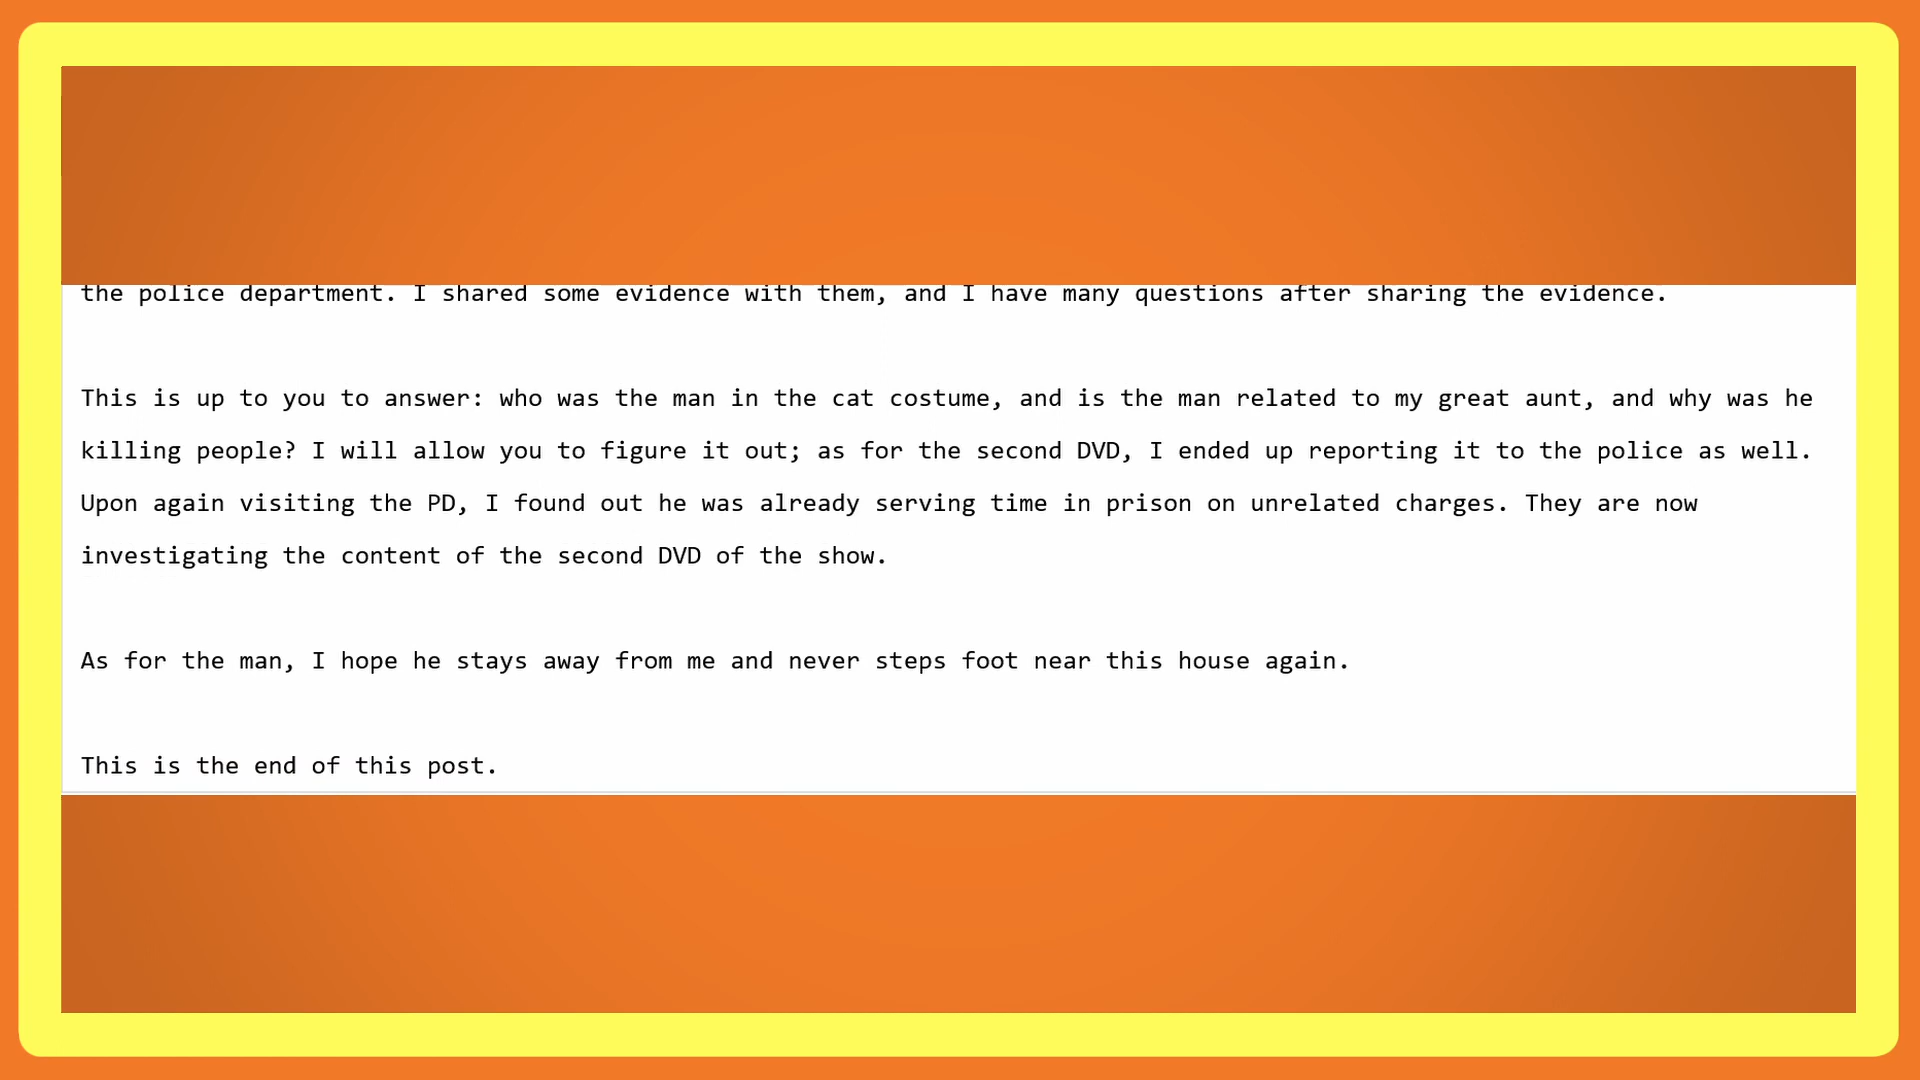 the police department. I shared some evidence with them, and I have many questions after sharing the evidence.
This is up to you to answer: who was the man in the cat costume, and is the man related to my great aunt, and why was he
killing people? I will allow you to figure it out; as for the second DVD, I ended up reporting it to the police as well.
Upon again visiting the PD, I found out he was already serving time in prison on unrelated charges. They are now
investigating the content of the second DVD of the show.
As for the man, I hope he stays away from me and never steps foot near this house again.
This is the end of this post.